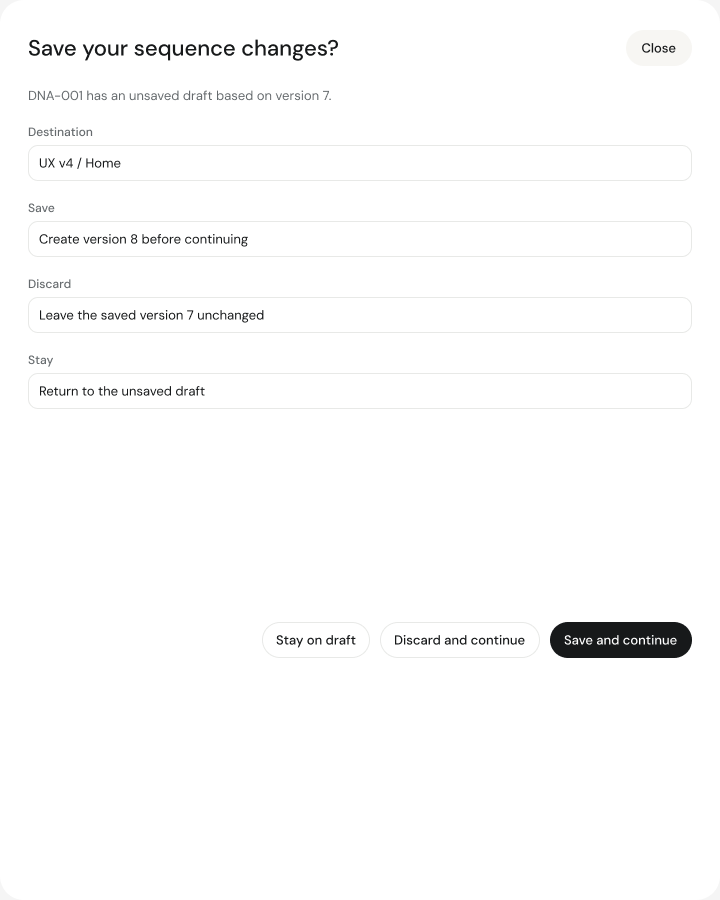 Save your sequence changes?
Close
DNA-001 has an unsaved draft based on version 7.
Destination
UX v4 / Home
Save
Create version 8 before continuing
Discard
Leave the saved version 7 unchanged
Stay
Return to the unsaved draft
Stay on draft
Discard and continue
Save and continue